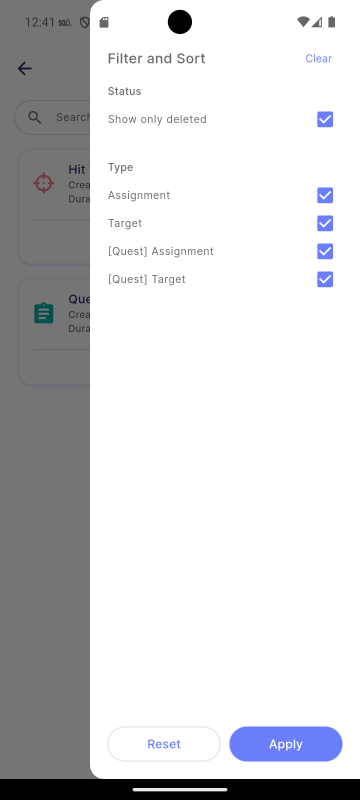 12:41
Filter and Sort
Clear
Status
Search
Show only deleted
Hit
Type
Crea
Assignment
Dura
Target
[Quest] Assignment
[Quest] Target
Que
Crea
Dura
Reset
Apply